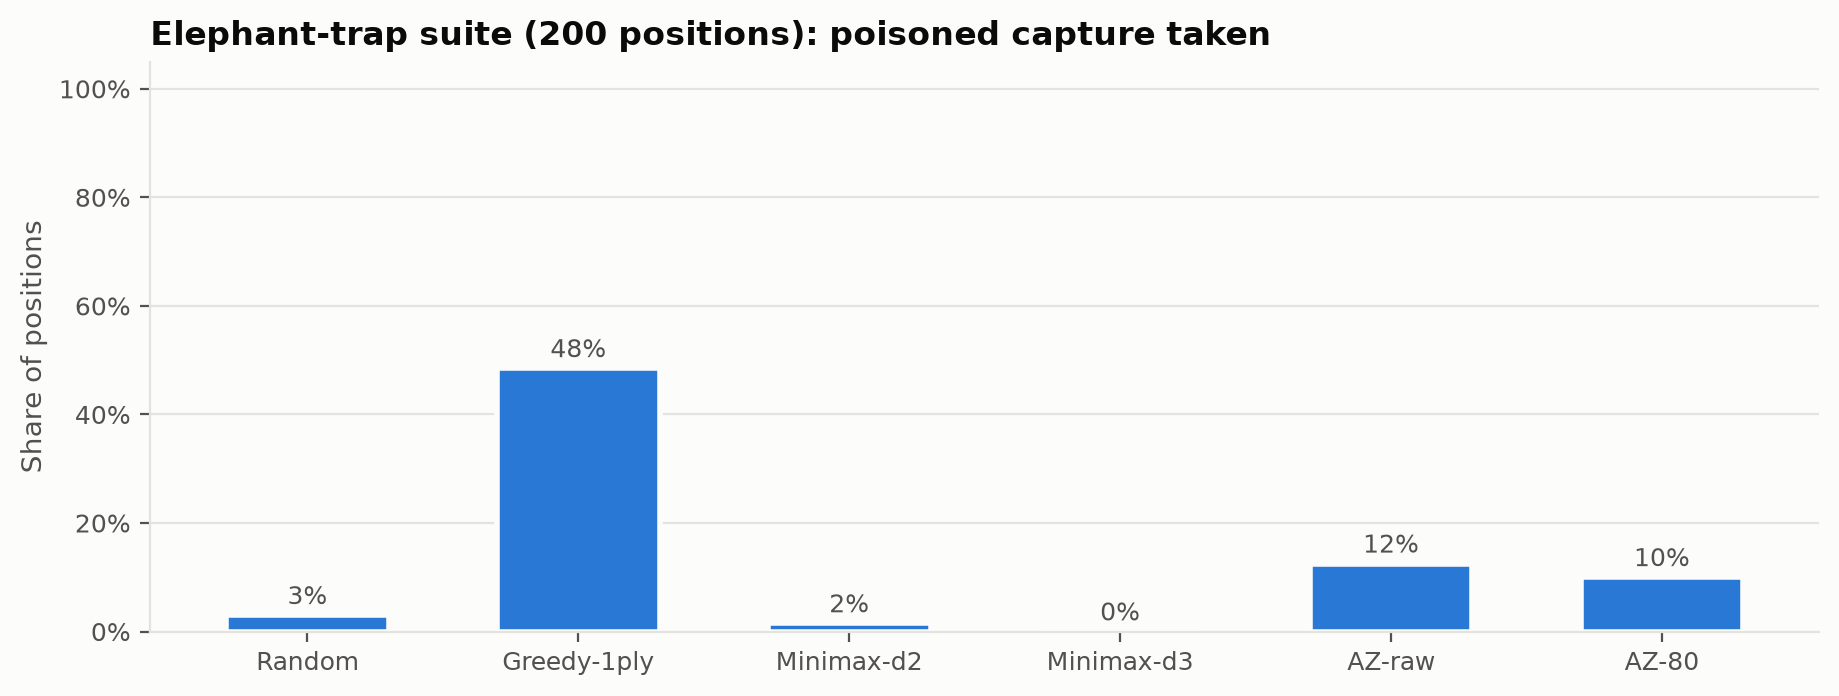 Elephant-trap suite (200 positions): poisoned capture taken
Share of positions
100%
80%
60%
40%
20%
0%
3%
48%
2%
0%
12%
10%
Random
Greedy-1ply
Minimax-d2
Minimax-d3
AZ-raw
AZ-80